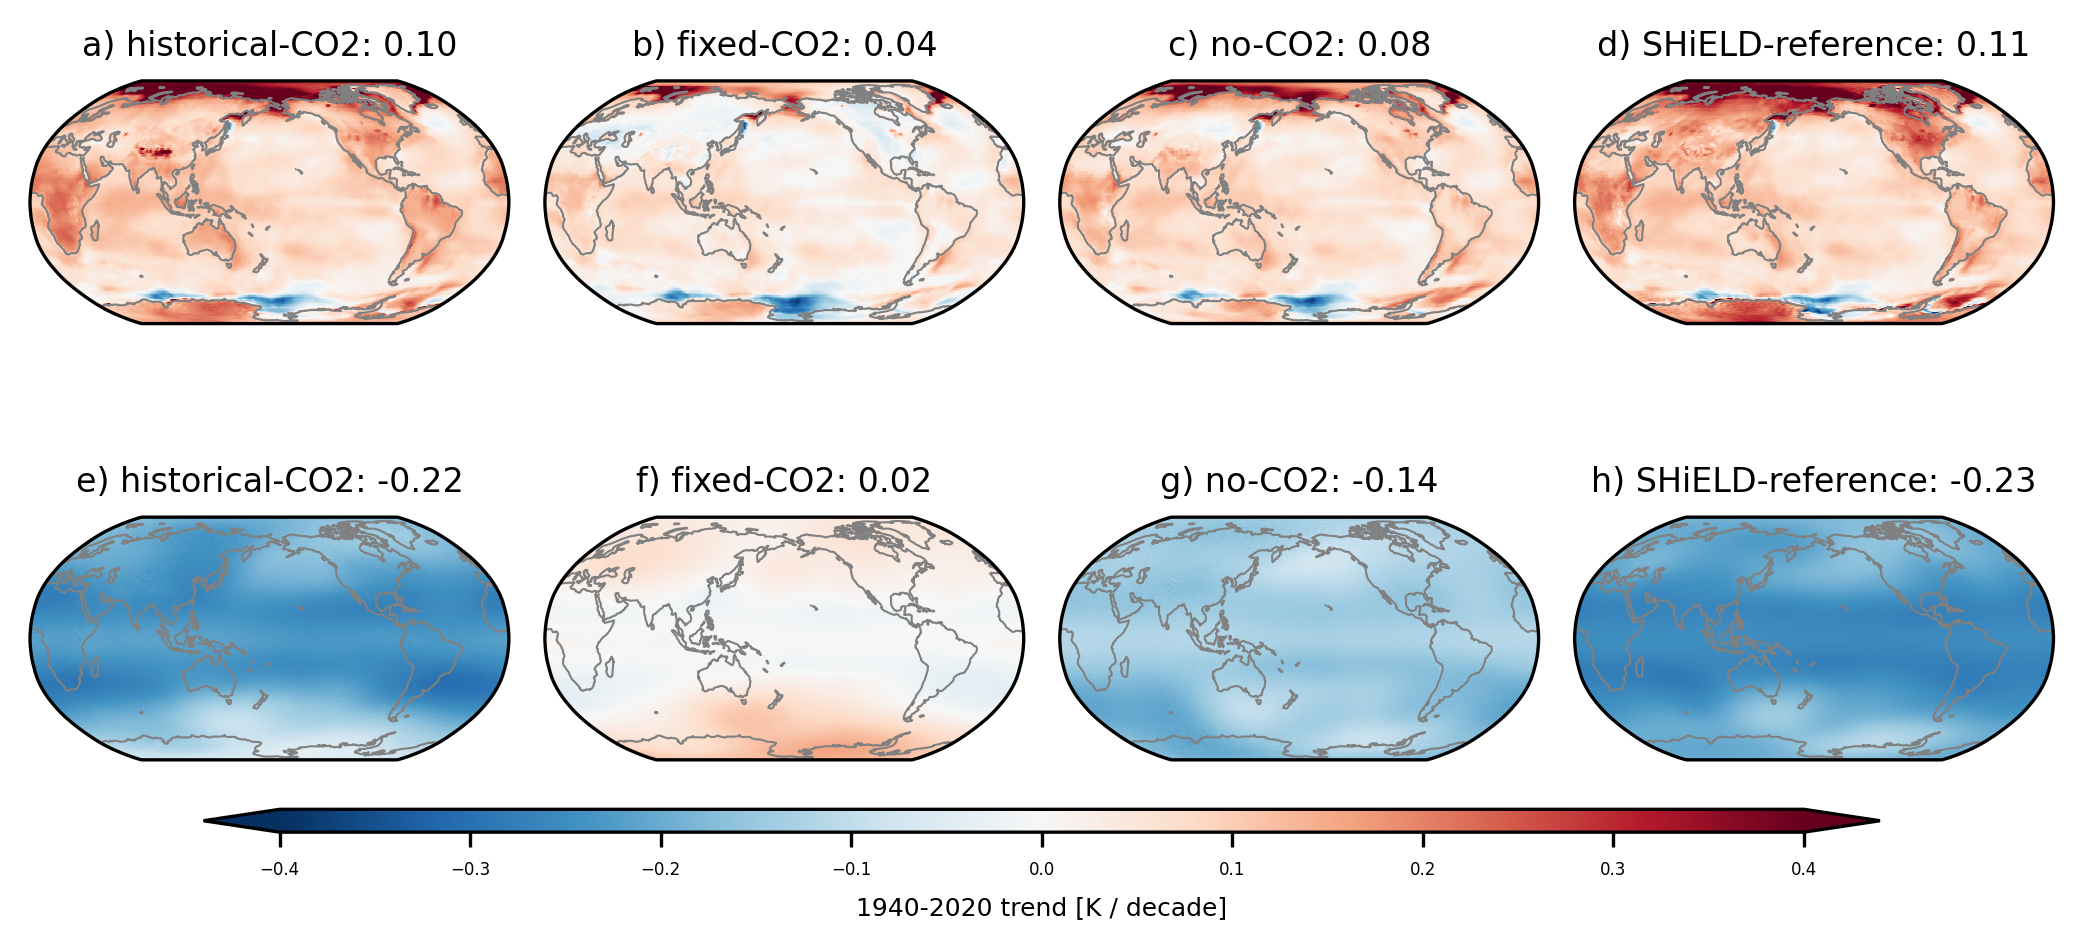 a) historical-CO2: 0.10
b) fixed-CO2: 0.04
c) no-CO2: 0.08
d) SHiELD-reference: 0.11
e) historical-CO2: -0.22
f) fixed-CO2: 0.02
g) no-CO2: -0.14
h) SHiELD-reference: -0.23
−0.4 −0.3 −0.2 −0.1 0.0 0.1 0.2 0.3 0.4
1940-2020 trend [K / decade]